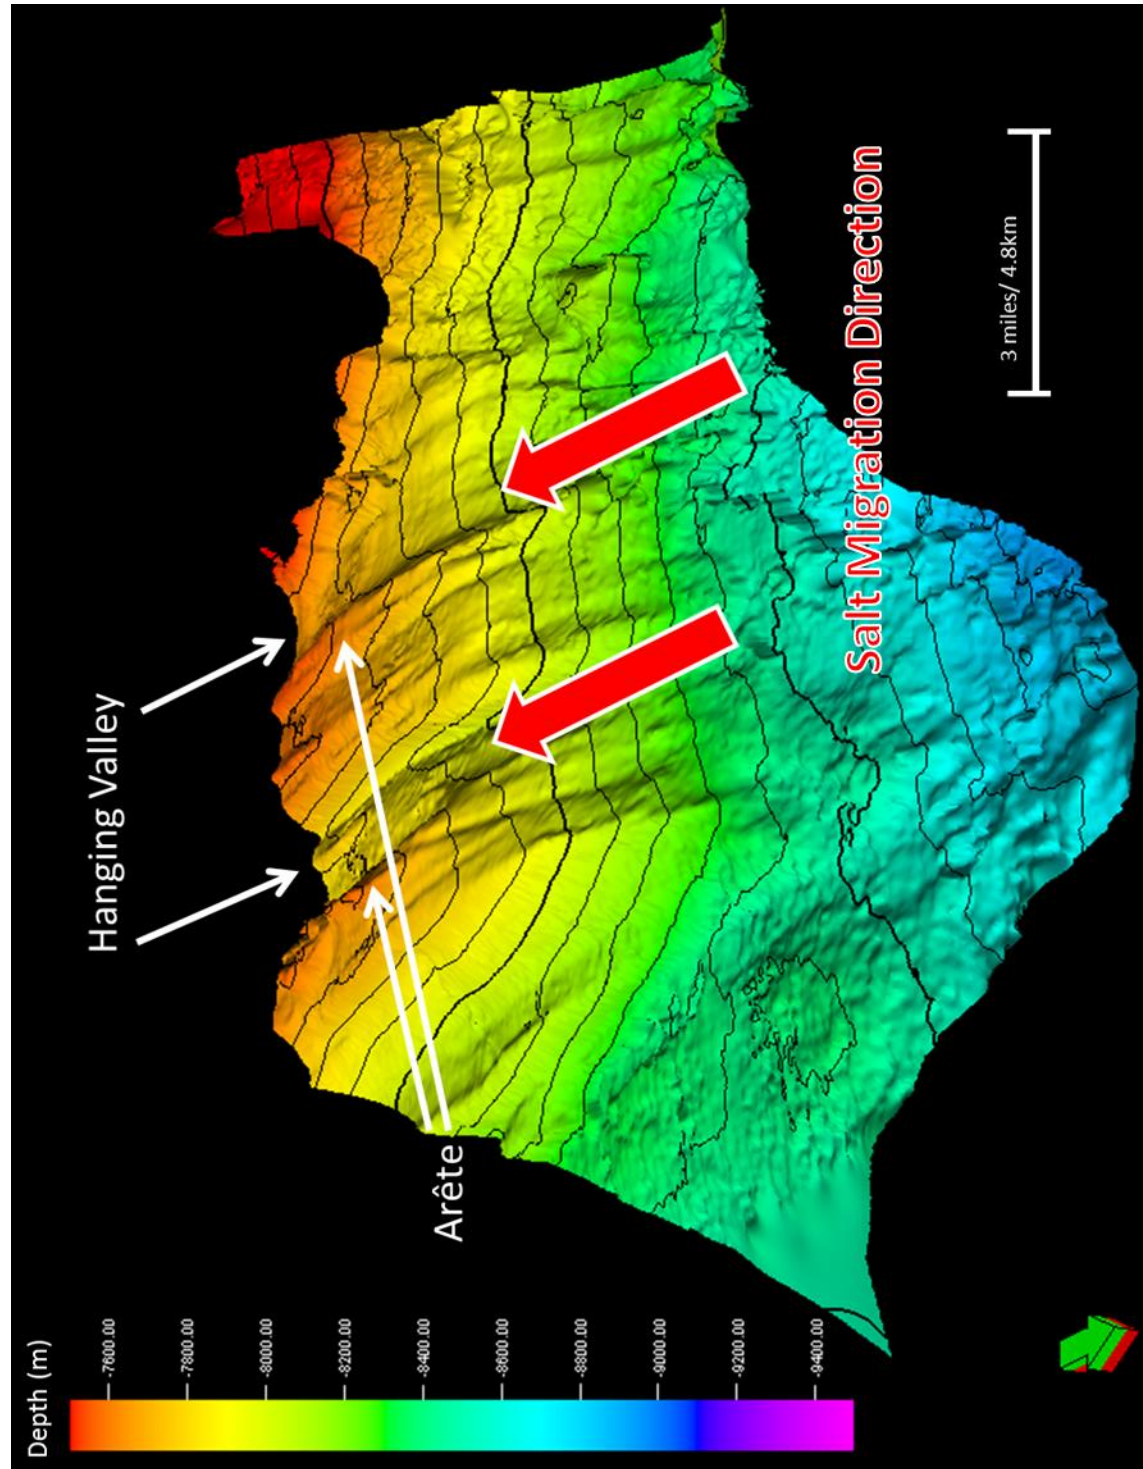 Depth (m)
-7600.00
-7800.00
-8000.00
-8200.00
-8400.00
-8600.00
-8800.00
-9000.00
-9200.00
-9400.00
Hanging Valley
Arête
Salt Migration Direction
3 miles/ 4.8km